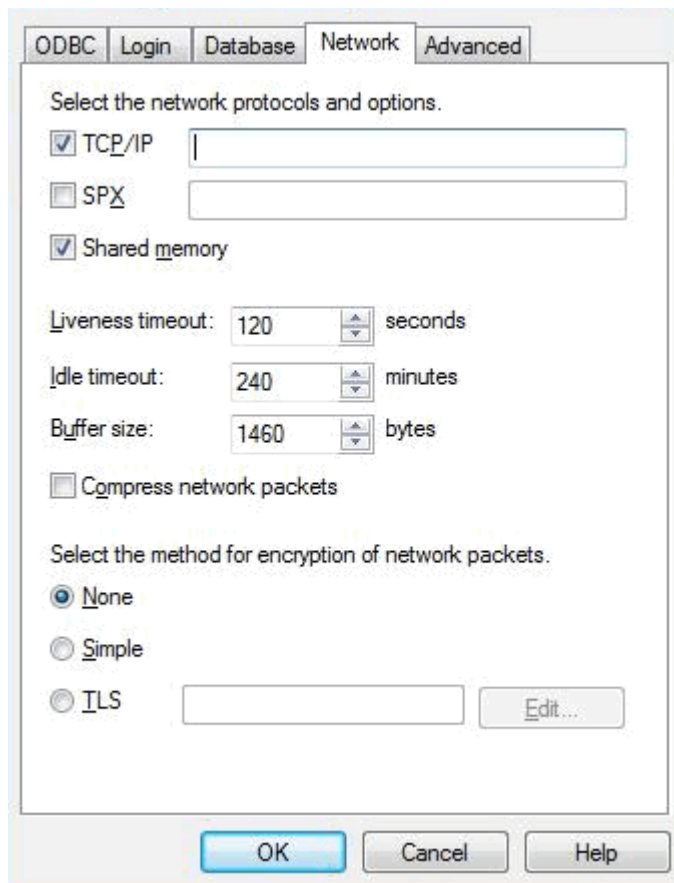 ODBC Login Database Network Advanced
Select the network protocols and options.
TCP/IP
SPX
Shared memory
Liveness timeout: 120 seconds
Idle timeout: 240 minutes
Buffer size: 1460 bytes
Compress network packets
Select the method for encryption of network packets.
None
Simple
TLS Edit...
OK Cancel Help